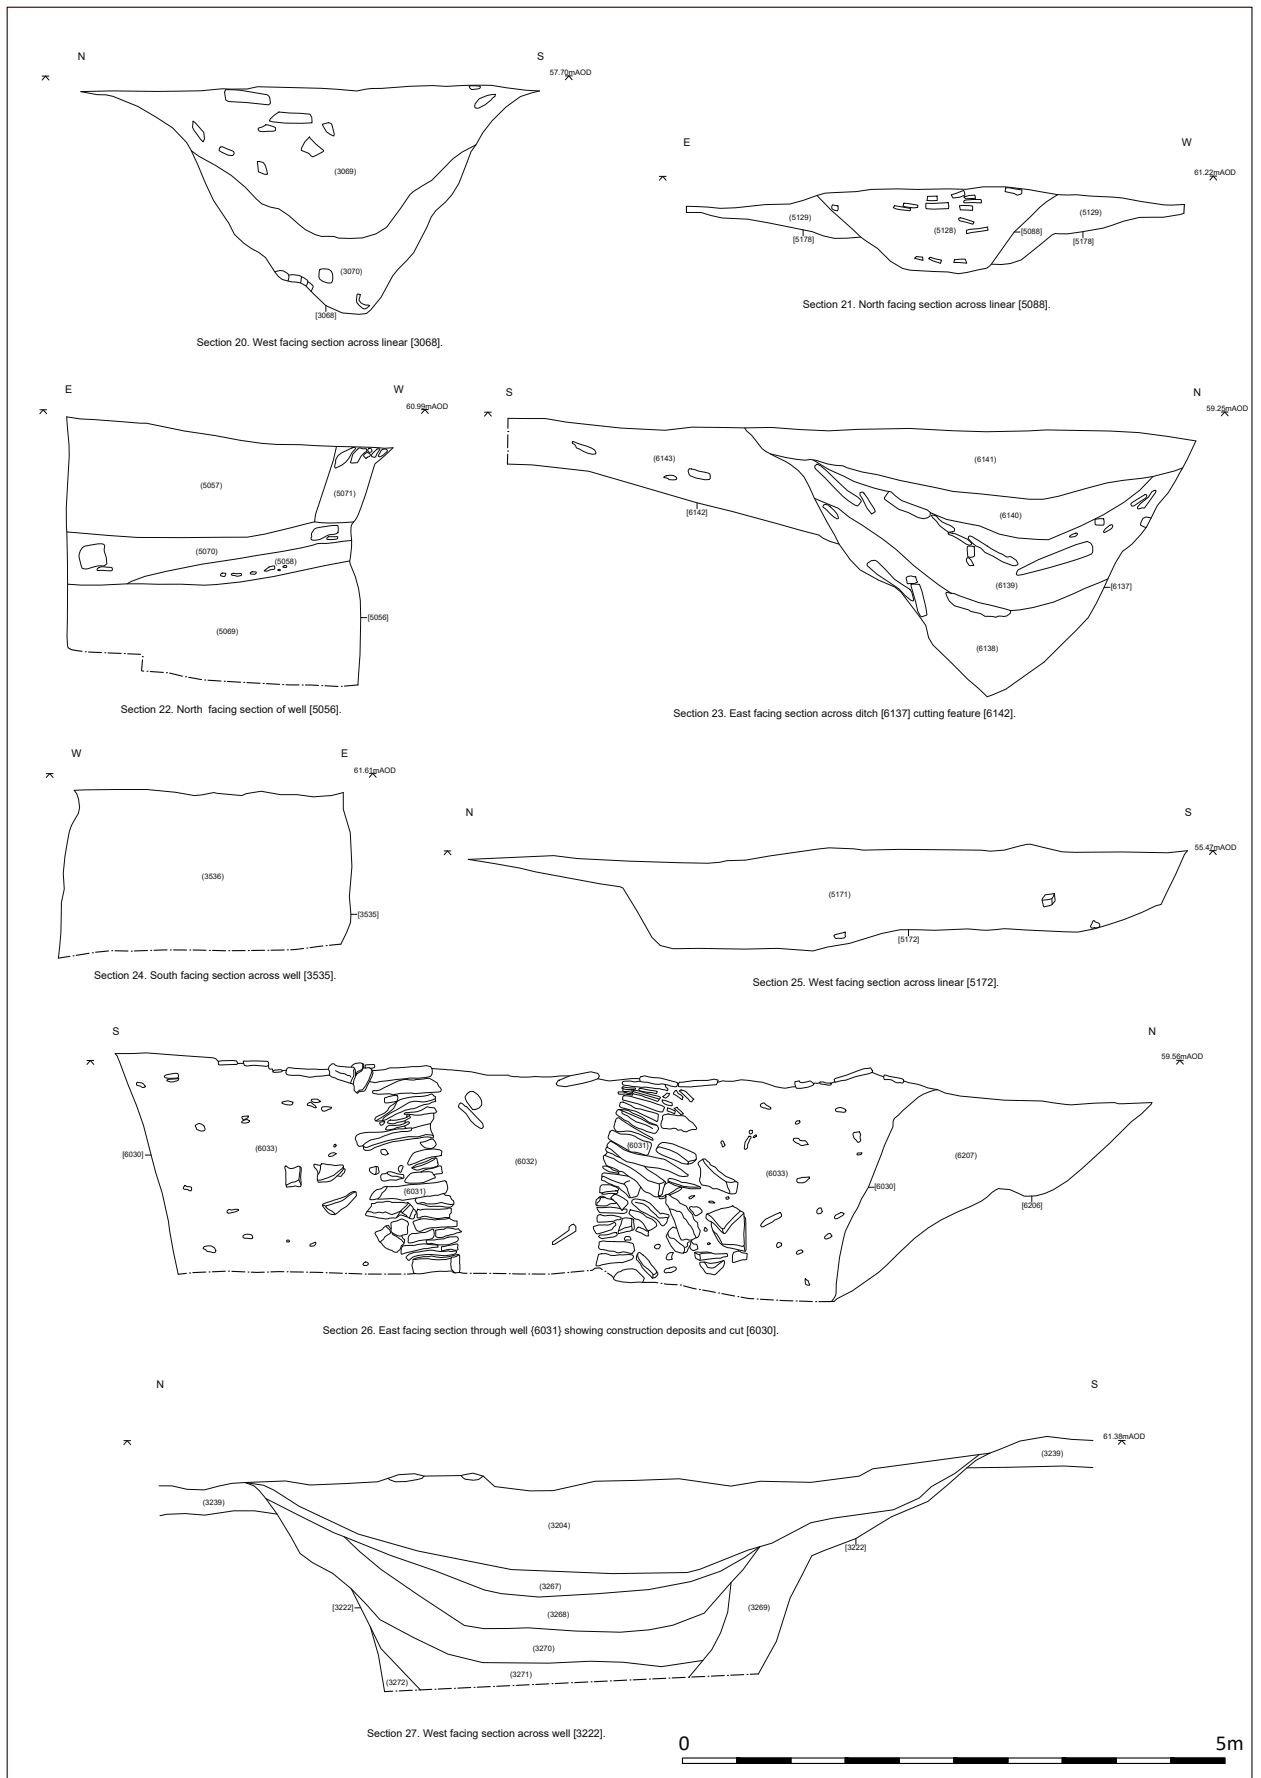 N
S
57.70mAOD
(3069)
(3070)
[3068]
Section 20. West facing section across linear [3068].
E
W
61.22mAOD
(5129)
(5129)
(5128)
[5088]
[5178]
[5178]
Section 21. North facing section across linear [5088].
E
W
60.99mAOD
(5057)
(5071)
(5070)
(5058)
[5056]
(5069)
Section 22. North facing section of well [5056].
S
N
59.25mAOD
(6143)
(6141)
[6142]
(6140)
(6139)
[6137]
(6138)
Section 23. East facing section across ditch [6137] cutting feature [6142].
W
E
61.61mAOD
(3536)
[3535]
Section 24. South facing section across well [3535].
N
S
55.47mAOD
(5171)
[5172]
Section 25. West facing section across linear [5172].
S
N
59.56mAOD
[6030]
(6033)
(6031)
(6032)
(6031)
(6033)
[6030]
(6207)
[6206]
Section 26. East facing section through well {6031} showing construction deposits and cut [6030].
N
S
61.38mAOD
(3239)
(3239)
(3204)
[3222]
(3267)
[3222]
(3268)
(3269)
(3270)
(3271)
(3272)
Section 27. West facing section across well [3222].
0 5m